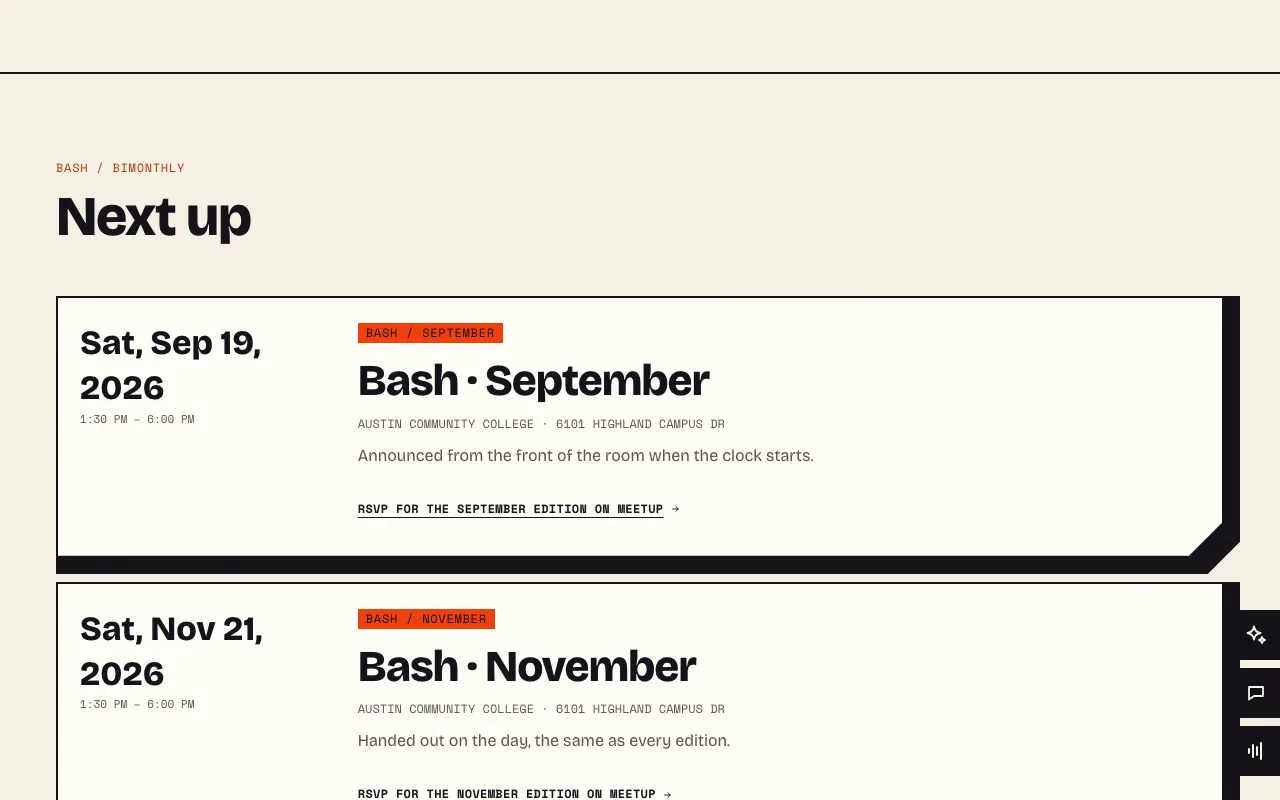 BASH / BIMONTHLY
Next up
Sat, Sep 19,
2026
1:30 PM – 6:00 PM
BASH / SEPTEMBER
Bash · September
AUSTIN COMMUNITY COLLEGE · 6101 HIGHLAND CAMPUS DR
Announced from the front of the room when the clock starts.
RSVP FOR THE SEPTEMBER EDITION ON MEETUP →
Sat, Nov 21,
2026
1:30 PM – 6:00 PM
BASH / NOVEMBER
Bash · November
AUSTIN COMMUNITY COLLEGE · 6101 HIGHLAND CAMPUS DR
Handed out on the day, the same as every edition.
RSVP FOR THE NOVEMBER EDITION ON MEETUP →